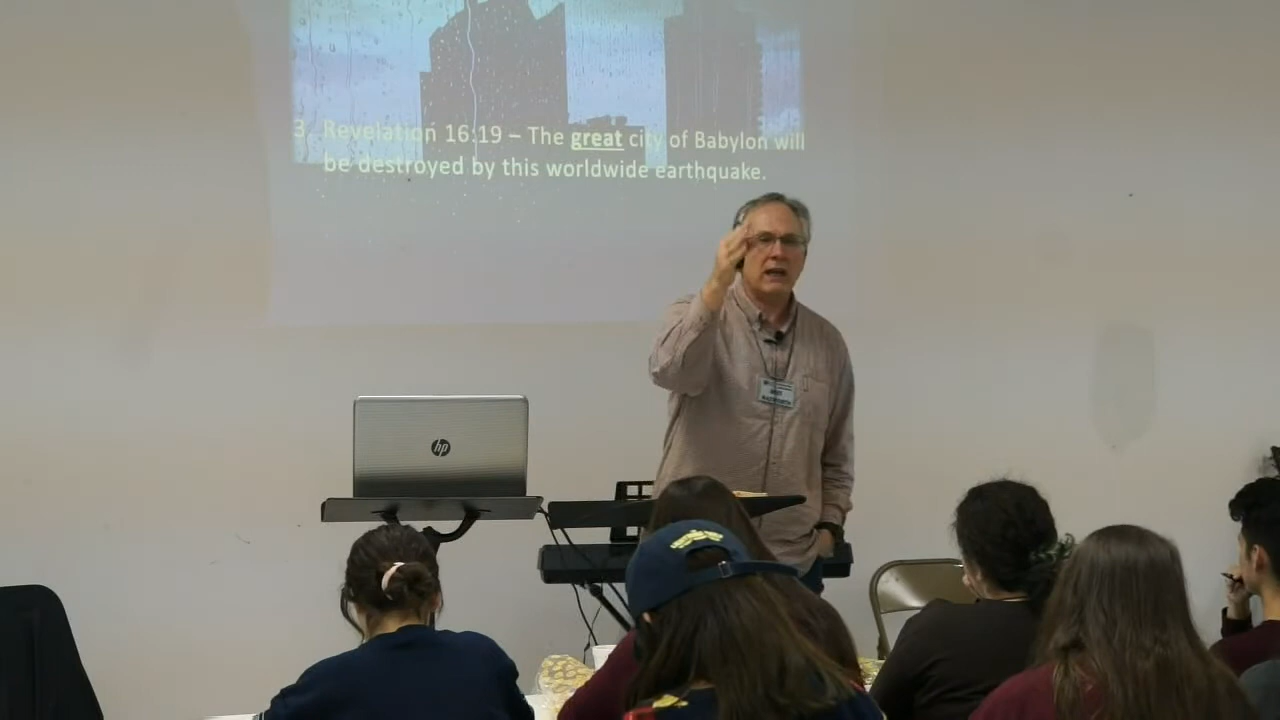 3. Revelation 16:19 – The great city of Babylon will
be destroyed by this worldwide earthquake.
hp